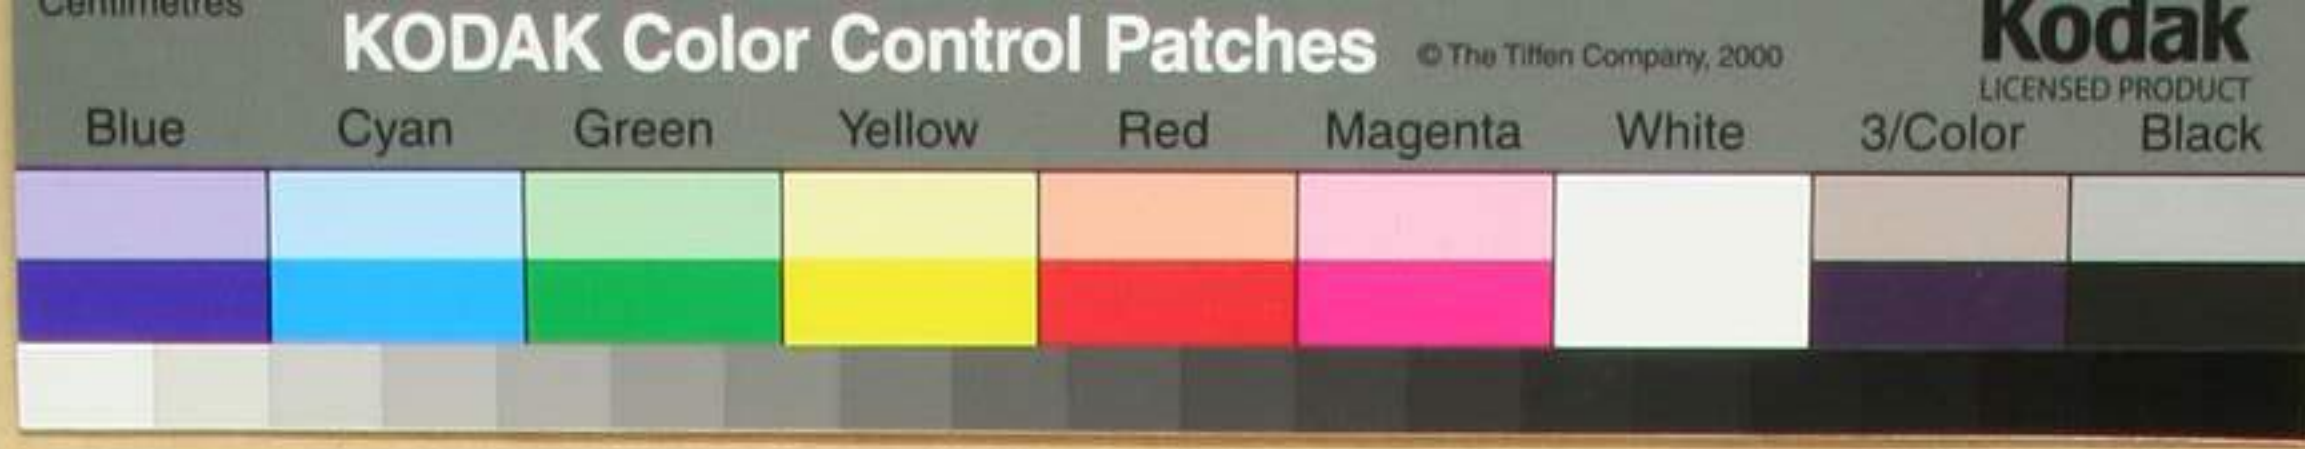 Centimetres
KODAK Color Control Patches © The Tiffen Company, 2000 Kodak
LICENSED PRODUCT
Blue Cyan Green Yellow Red Magenta White 3/Color Black